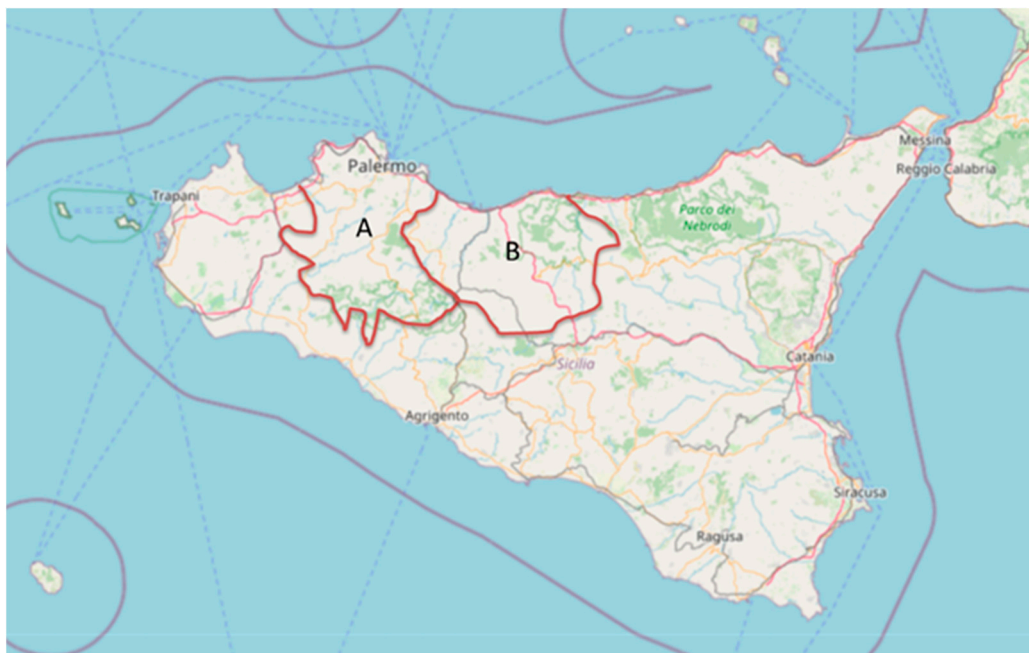 Palermo
Messina
Reggio Calabria
Trapani
A
Parco dei
Nebrodi
B
Catania
Sicilia
Agrigento
Siracusa
Ragusa